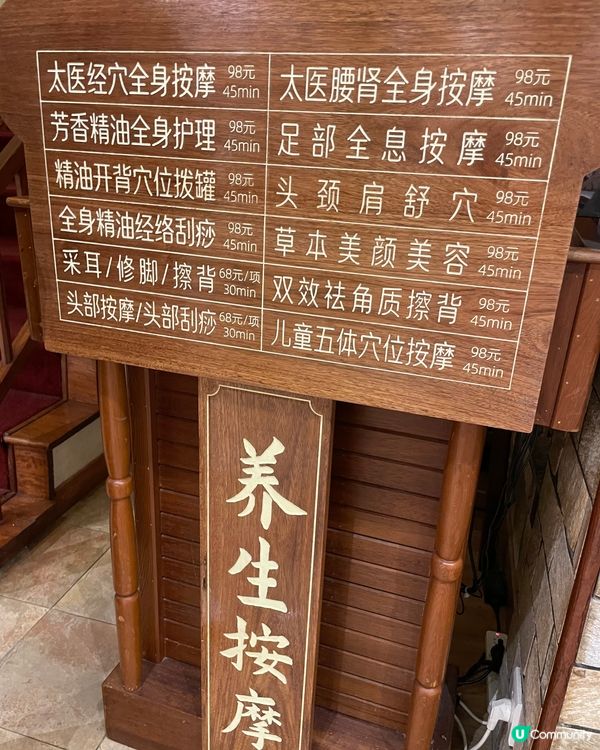 太医经穴全身按摩 98元 45min
太医腰肾全身按摩 98元 45min
芳香精油全身护理 98元 45min
足部全息按摩 98元 45min
精油开背穴位拨罐 98元 45min
头颈肩舒穴 98元 45min
全身精油经络刮痧 98元 45min
草本美颜美容 98元 45min
采耳/修脚/擦背 68元/项 30min
双效祛角质擦背 98元 45min
头部按摩/头部刮痧 68元/项 30min
儿童五体穴位按摩 98元 45min
养生按摩
U Community